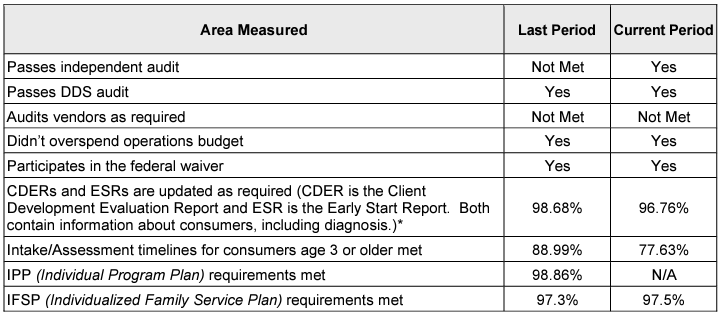 Area Measured Last Period Current Period
Passes independent audit Not Met Yes
Passes DDS audit Yes Yes
Audits vendors as required Not Met Not Met
Didn't overspend operations budget Yes Yes
Participates in the federal waiver Yes Yes
CDERs and ESRs are updated as required (CDER is the Client
Development Evaluation Report and ESR is the Early Start Report.  Both
contain information about consumers, including diagnosis.)* 98.68% 96.76%
Intake/Assessment timelines for consumers age 3 or older met 88.99% 77.63%
IPP (Individual Program Plan) requirements met 98.86% N/A
IFSP (Individualized Family Service Plan) requirements met 97.3% 97.5%